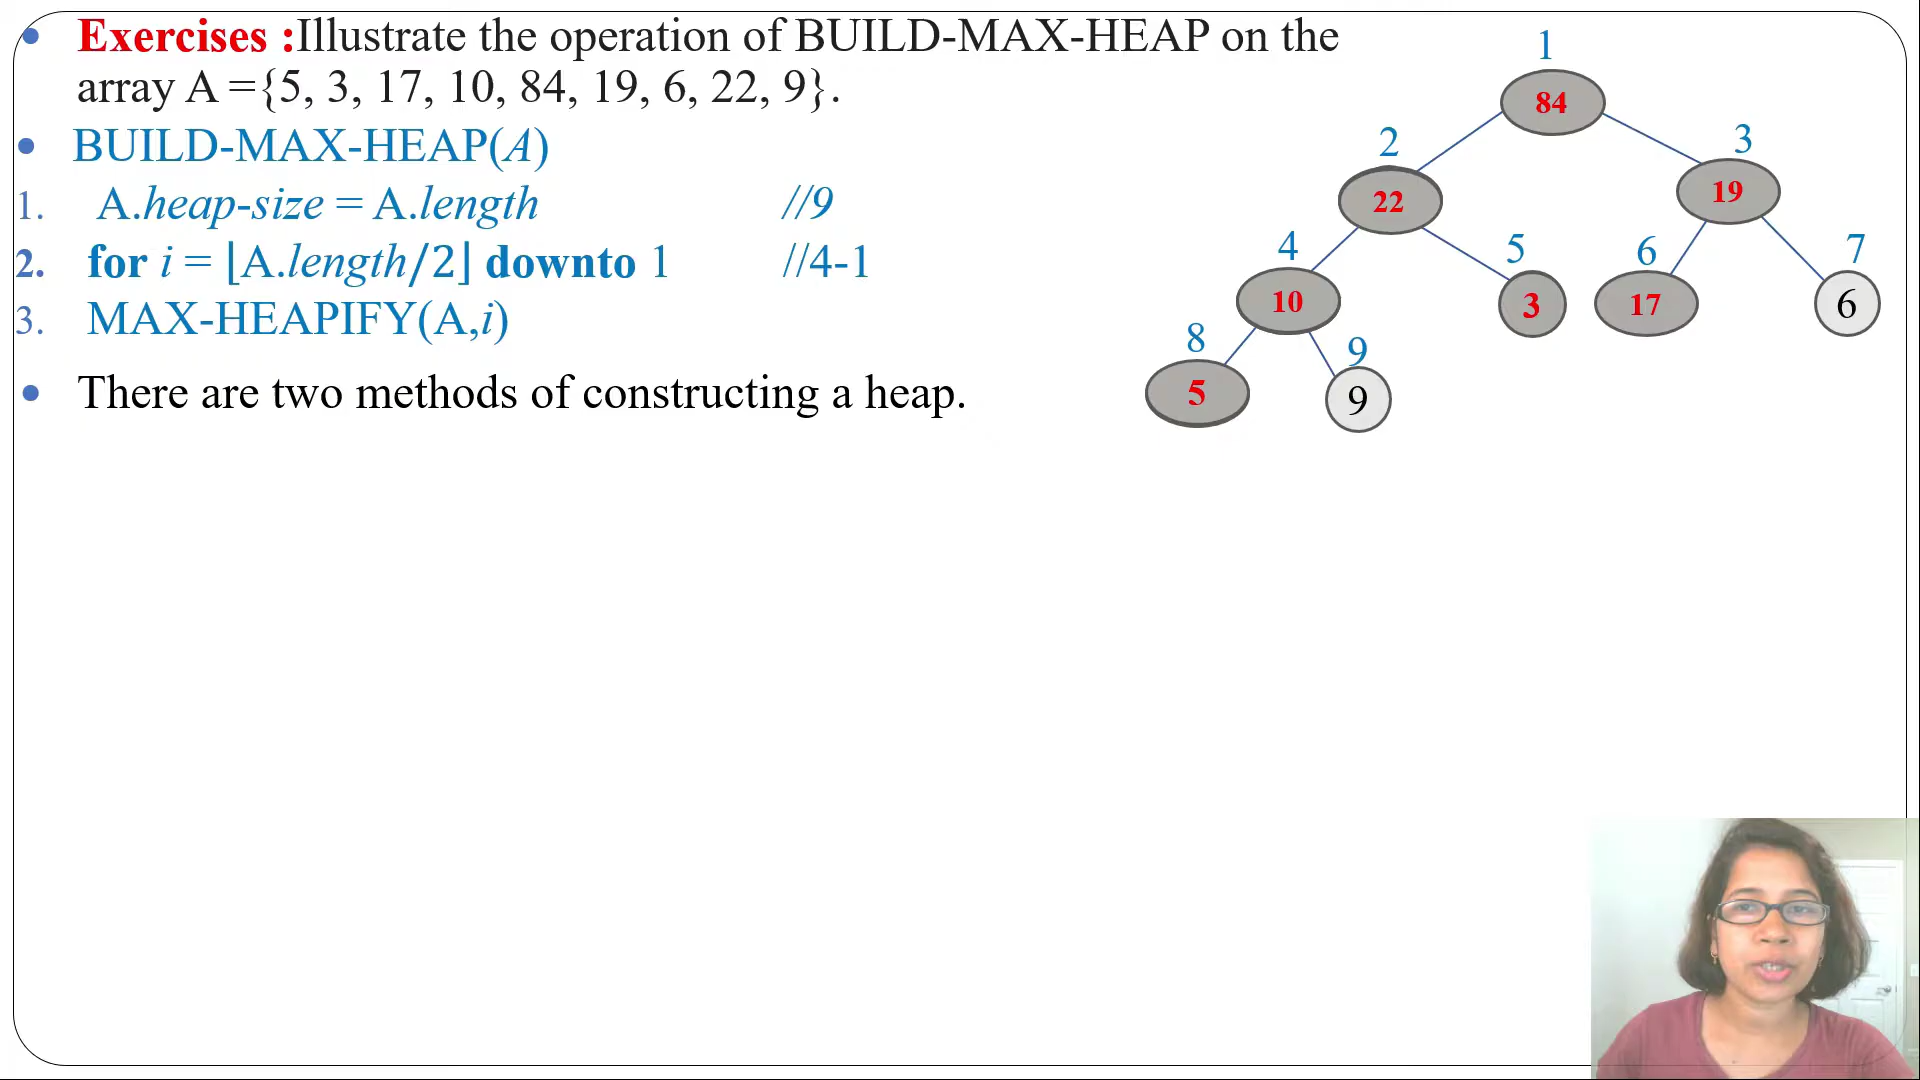 • Exercises :Illustrate the operation of BUILD-MAX-HEAP on the
array A ={5, 3, 17, 10, 84, 19, 6, 22, 9}.
• BUILD-MAX-HEAP(A)
1. A.heap-size = A.length //9
2. for i = ⌊A.length/2⌋ downto 1 //4-1
3. MAX-HEAPIFY(A,i)
• There are two methods of constructing a heap.
1
84
2 3
22 19
4 5 6 7
10 3 17 6
8 9
5 9